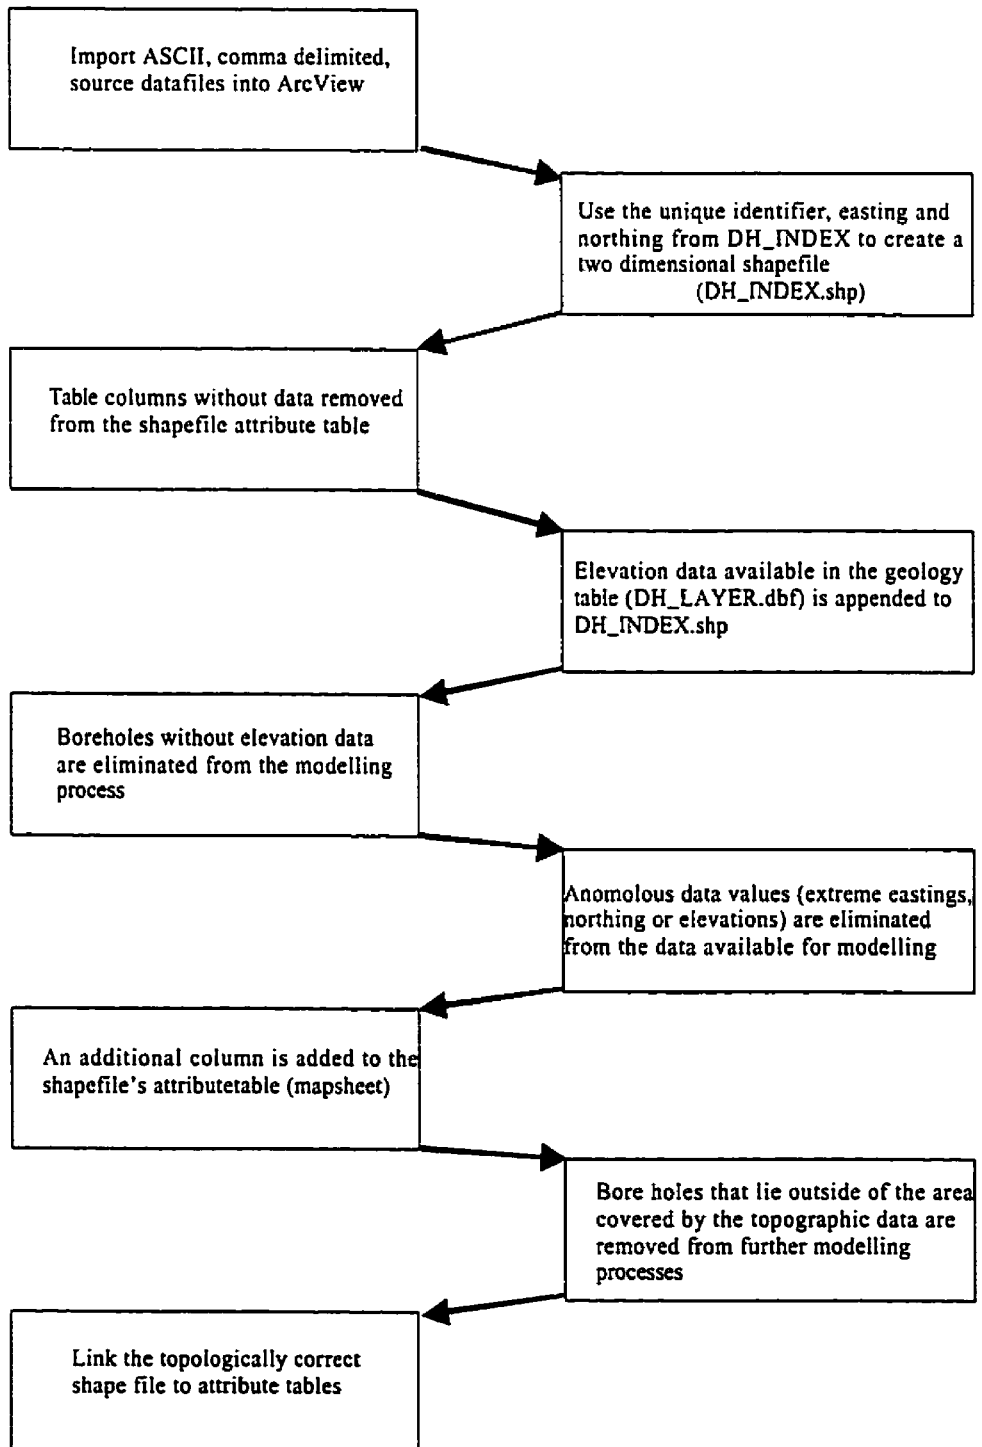 Import ASCII, comma delimited,
source datafiles into ArcView
Use the unique identifier, easting and
northing from DH_INDEX to create a
two dimensional shapefile
(DH_INDEX.shp)
Table columns without data removed
from the shapefile attribute table
Elevation data available in the geology
table (DH_LAYER.dbf) is appended to
DH_INDEX.shp
Boreholes without elevation data
are eliminated from the modelling
process
Anomolous data values (extreme eastings,
northing or elevations) are eliminated
from the data available for modelling
An additional column is added to the
shapefile's attributetable (mapsheet)
Bore holes that lie outside of the area
covered by the topographic data are
removed from further modelling
processes
Link the topologically correct
shape file to attribute tables